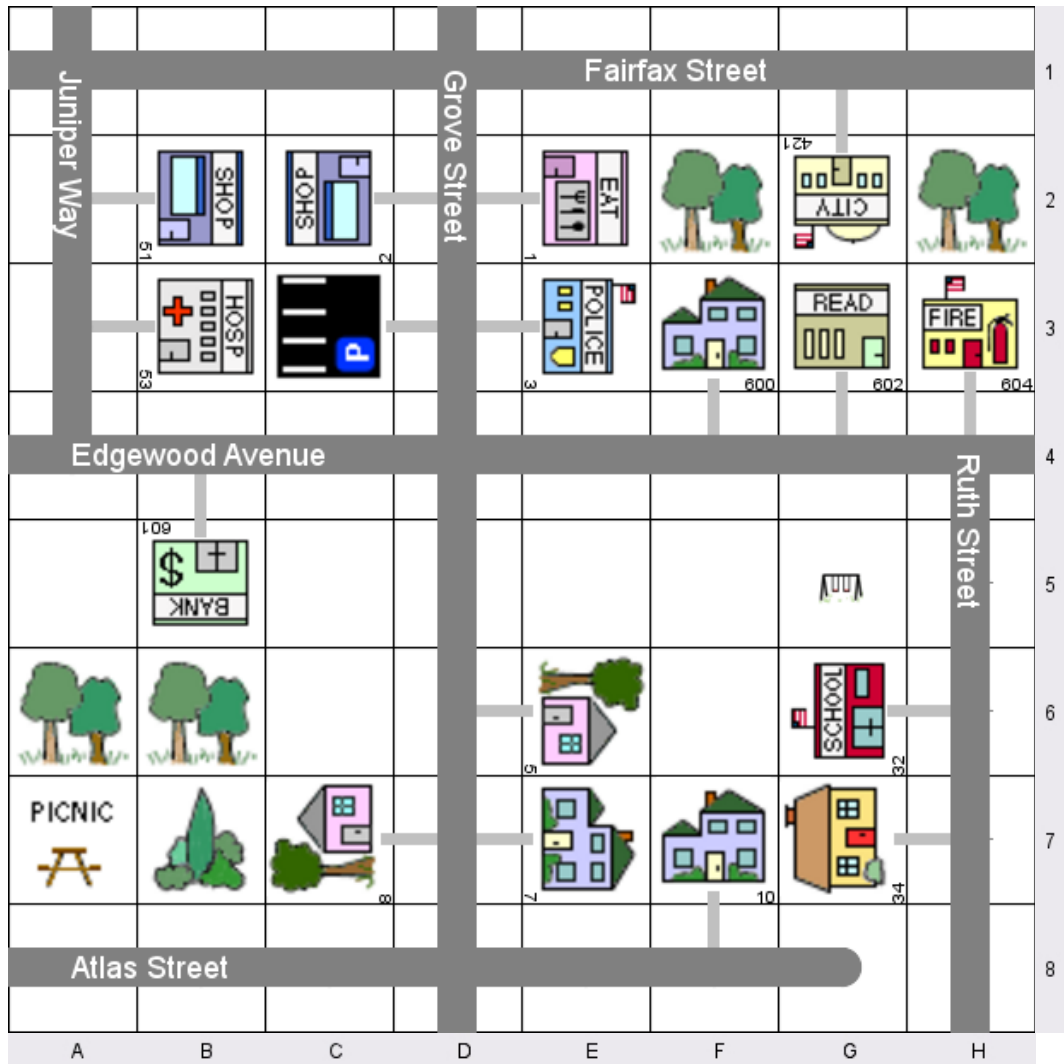 Fairfax Street
1
Juniper Way
Grove Street
421
SHOP
SHOP
EAT
CITY
2
51
2
1
HOSP
P
POLICE
READ
FIRE
3
53
3
600
602
604
Edgewood Avenue
4
Ruth Street
601
$
BANK
5
SCHOOL
6
5
32
PICNIC
7
8
7
10
34
Atlas Street
8
A B C D E F G H